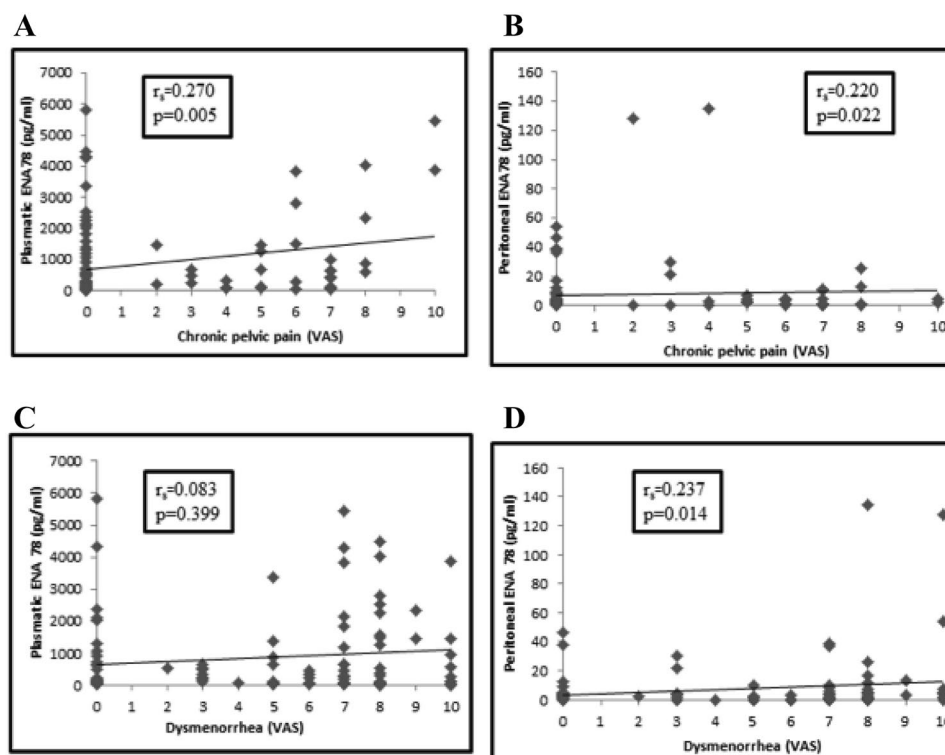 A
Plasmatic ENA78 (pg/ml)
7000
6000
5000
4000
3000
2000
1000
0
rs=0.270
p=0.005
0 1 2 3 4 5 6 7 8 9 10
Chronic pelvic pain (VAS)
B
Peritoneal ENA78 (pg/ml)
160
140
120
100
80
60
40
20
0
rs=0.220
p=0.022
0 1 2 3 4 5 6 7 8 9 10
Chronic pelvic pain (VAS)
C
Plasmatic ENA 78 (pg/ml)
7000
6000
5000
4000
3000
2000
1000
0
rs=0.083
p=0.399
0 1 2 3 4 5 6 7 8 9 10
Dysmenorrhea (VAS)
D
Peritoneal ENA 78 (pg/ml)
160
140
120
100
80
60
40
20
0
rs=0.237
p=0.014
0 1 2 3 4 5 6 7 8 9 10
Dysmenorrhea (VAS)